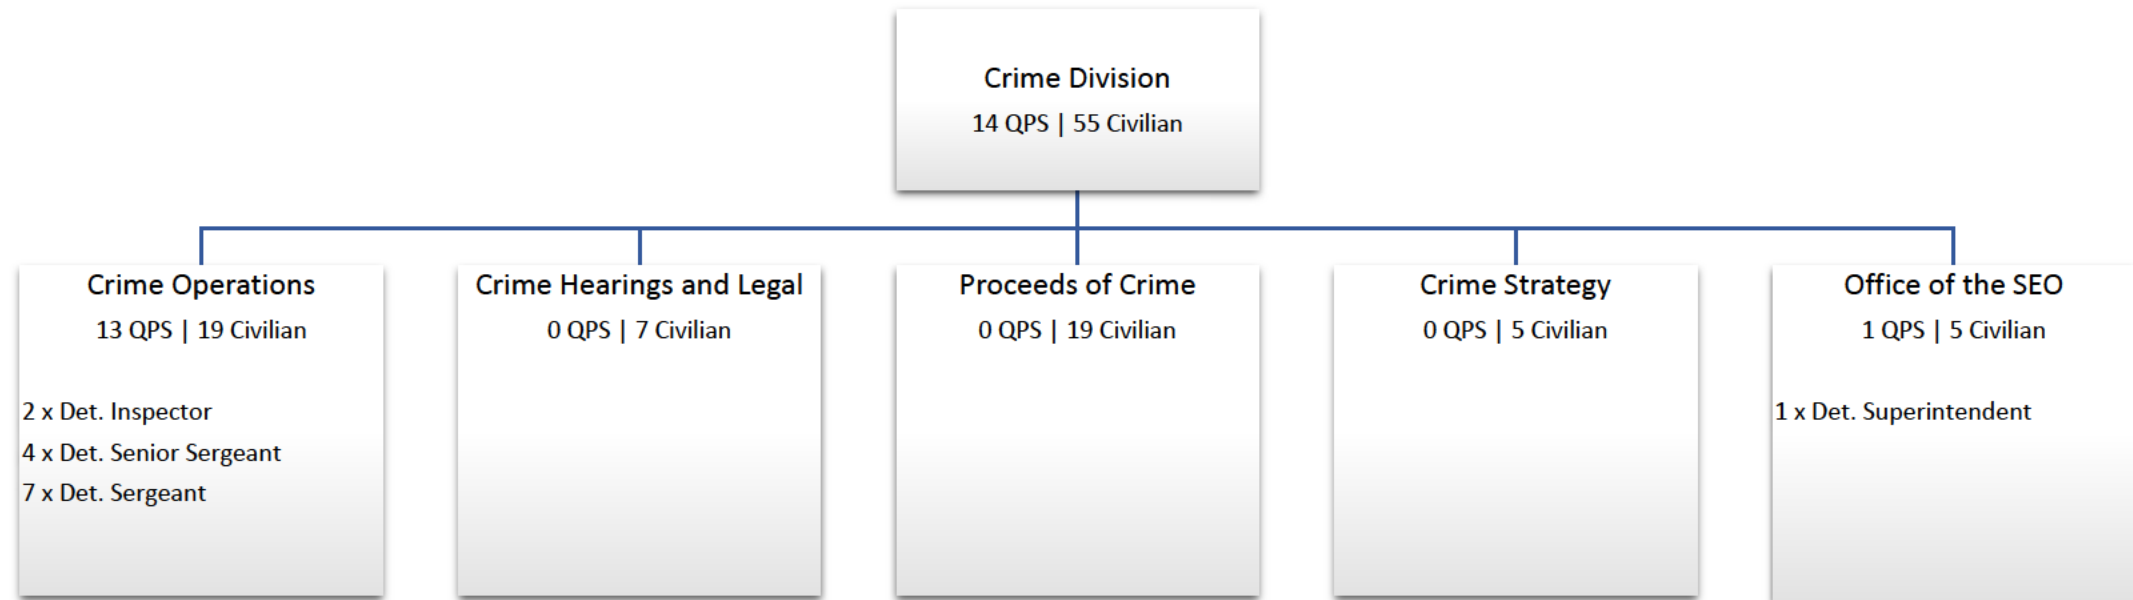 Crime Division
14 QPS | 55 Civilian
Crime Operations
13 QPS | 19 Civilian
2 x Det. Inspector
4 x Det. Senior Sergeant
7 x Det. Sergeant
Crime Hearings and Legal
0 QPS | 7 Civilian
Proceeds of Crime
0 QPS | 19 Civilian
Crime Strategy
0 QPS | 5 Civilian
Office of the SEO
1 QPS | 5 Civilian
1 x Det. Superintendent